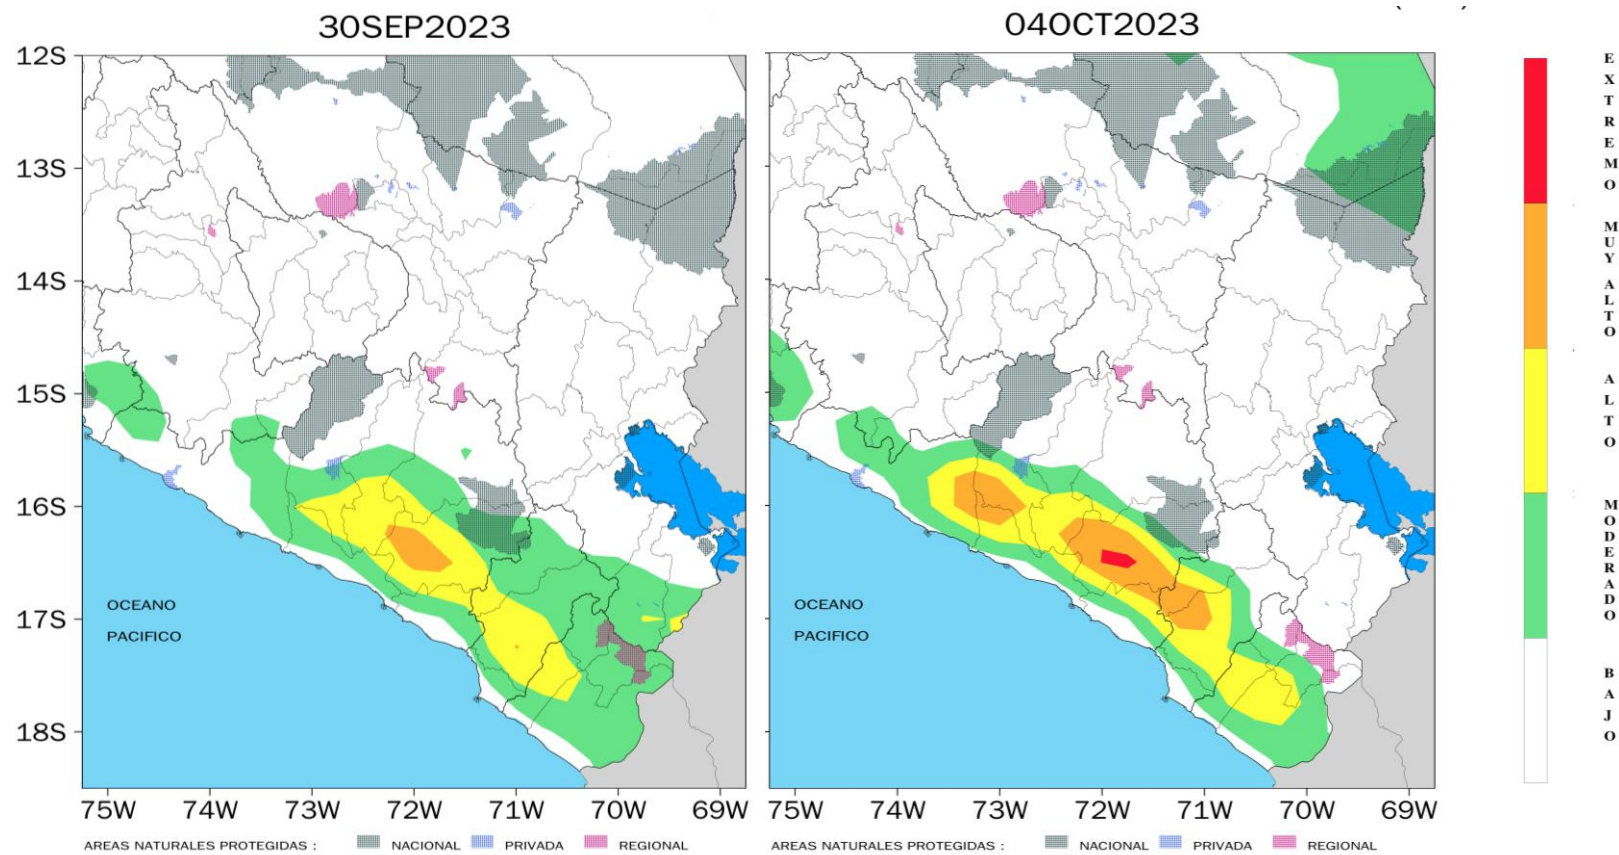 30SEP2023
04OCT2023
12S
13S
14S
15S
16S
17S
18S
OCEANO
PACIFICO
75W 74W 73W 72W 71W 70W 69W
AREAS NATURALES PROTEGIDAS : NACIONAL PRIVADA REGIONAL
OCEANO
PACIFICO
75W 74W 73W 72W 71W 70W 69W
AREAS NATURALES PROTEGIDAS : NACIONAL PRIVADA REGIONAL
EXTREMO
MUY ALTO
ALTO
MODERADO
BAJO